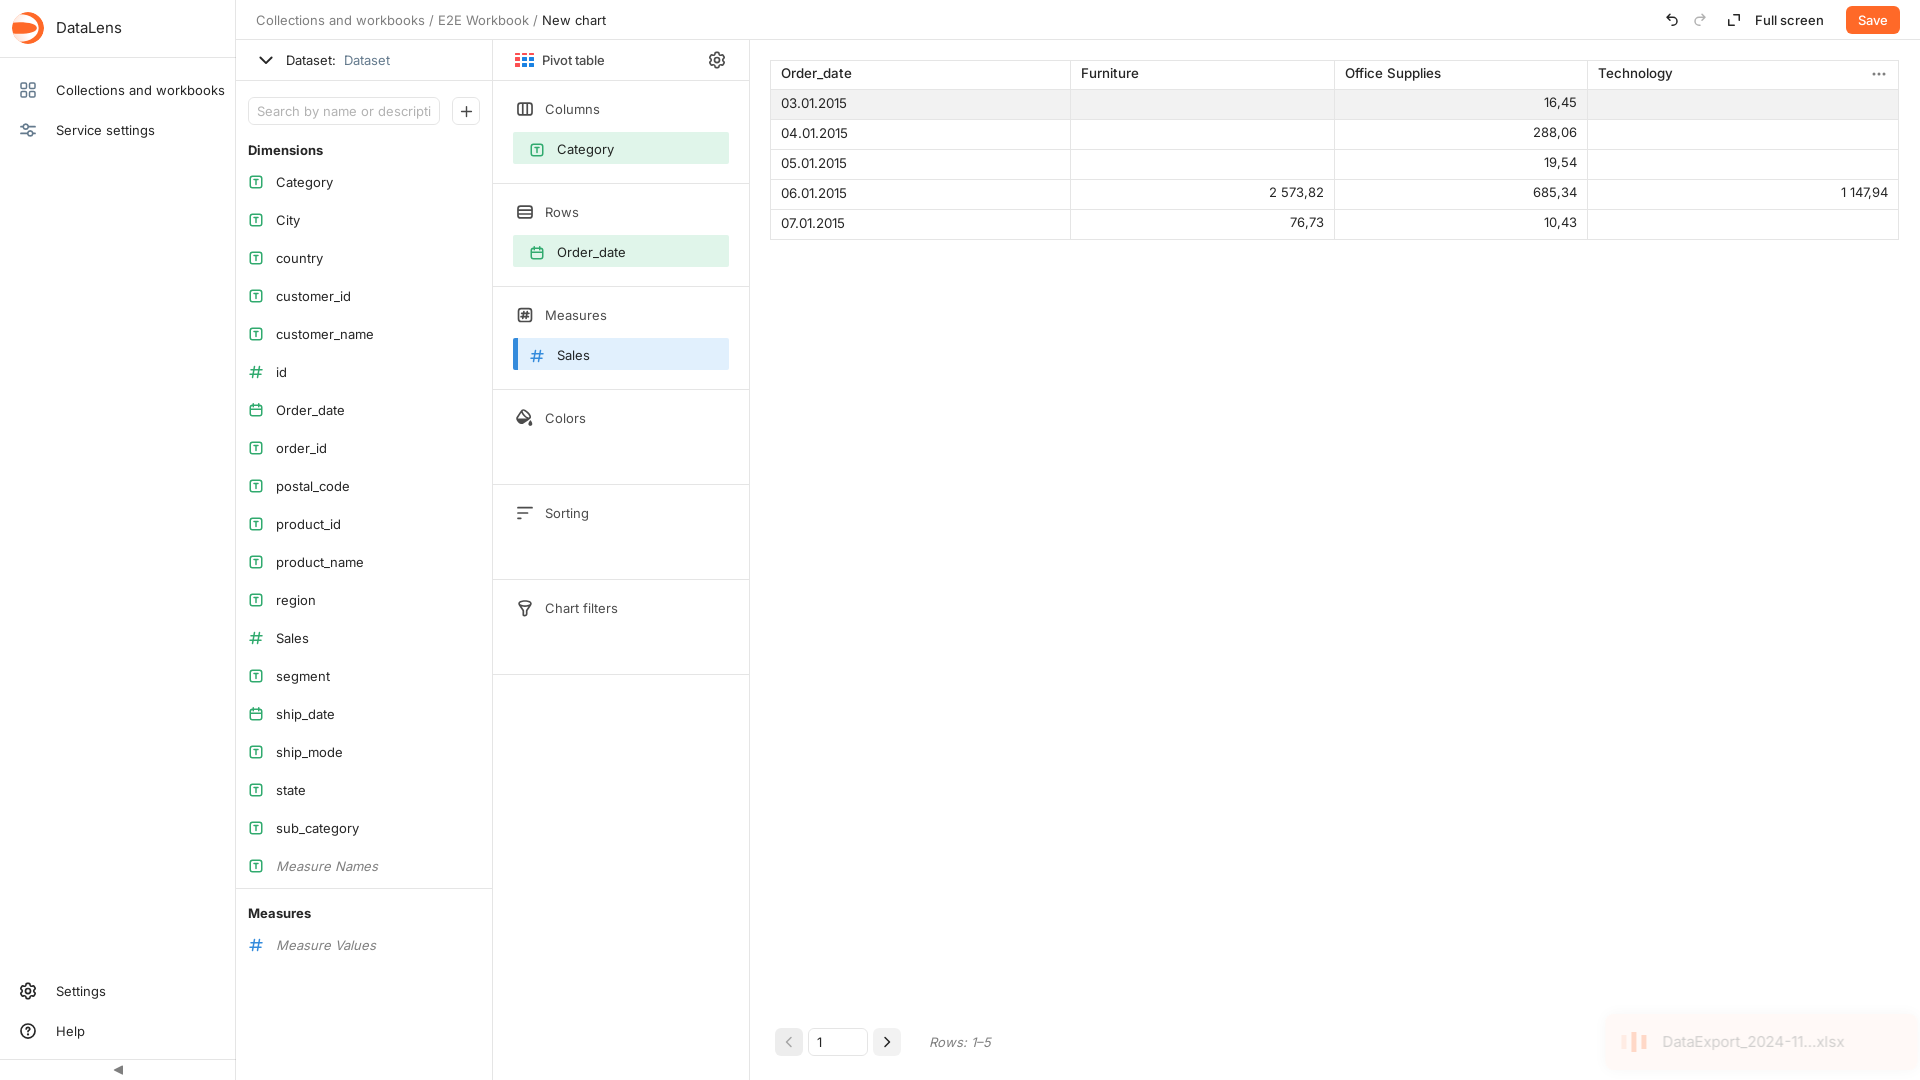 DataLens
Collections and workbooks
Service settings
Settings
Help
Collections and workbooks / E2E Workbook / New chart
Full screen
Save
Dataset: Dataset
Search by name or descripti
Dimensions
Category
City
country
customer_id
customer_name
id
Order_date
order_id
postal_code
product_id
product_name
region
Sales
segment
ship_date
ship_mode
state
sub_category
Measure Names
Measures
Measure Values
Pivot table
Columns
Category
Rows
Order_date
Measures
Sales
Colors
Sorting
Chart filters
Order_date Furniture Office Supplies Technology
03.01.2015 16,45
04.01.2015 288,06
05.01.2015 19,54
06.01.2015 2 573,82 685,34 1 147,94
07.01.2015 76,73 10,43
1
Rows: 1–5
DataExport_2024-11...xlsx